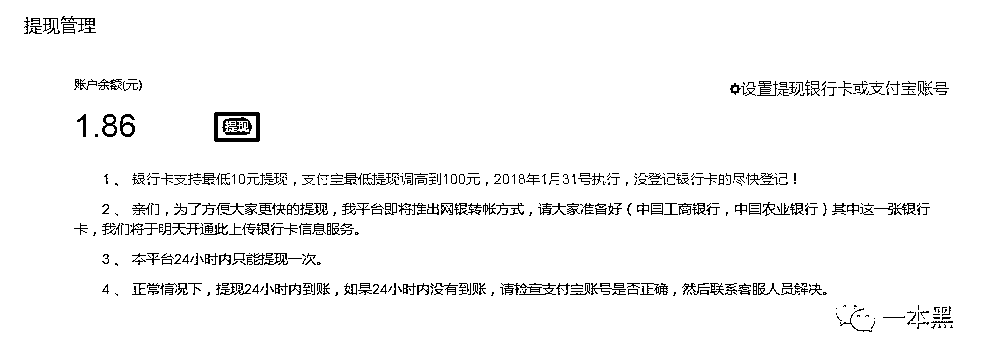 提现管理
账户余额(元)
设置提现银行卡或支付宝账号
1.86
提现
1、 银行卡支持最低10元提现，支付宝最低提现调高到100元，2018年1月31号执行，没登记银行卡的尽快登记！
2、 亲们，为了方便大家更快的提现，我平台即将推出网银转帐方式，请大家准备好（中国工商银行，中国农业银行）其中这一张银行
卡，我们将于明天开通此上传银行卡信息服务。
3、 本平台24小时内只能提现一次。
4、 正常情况下，提现24小时内到账，如果24小时内没有到账，请检查支付宝账号是否正确，然后联系客服人员解决。
一本黑